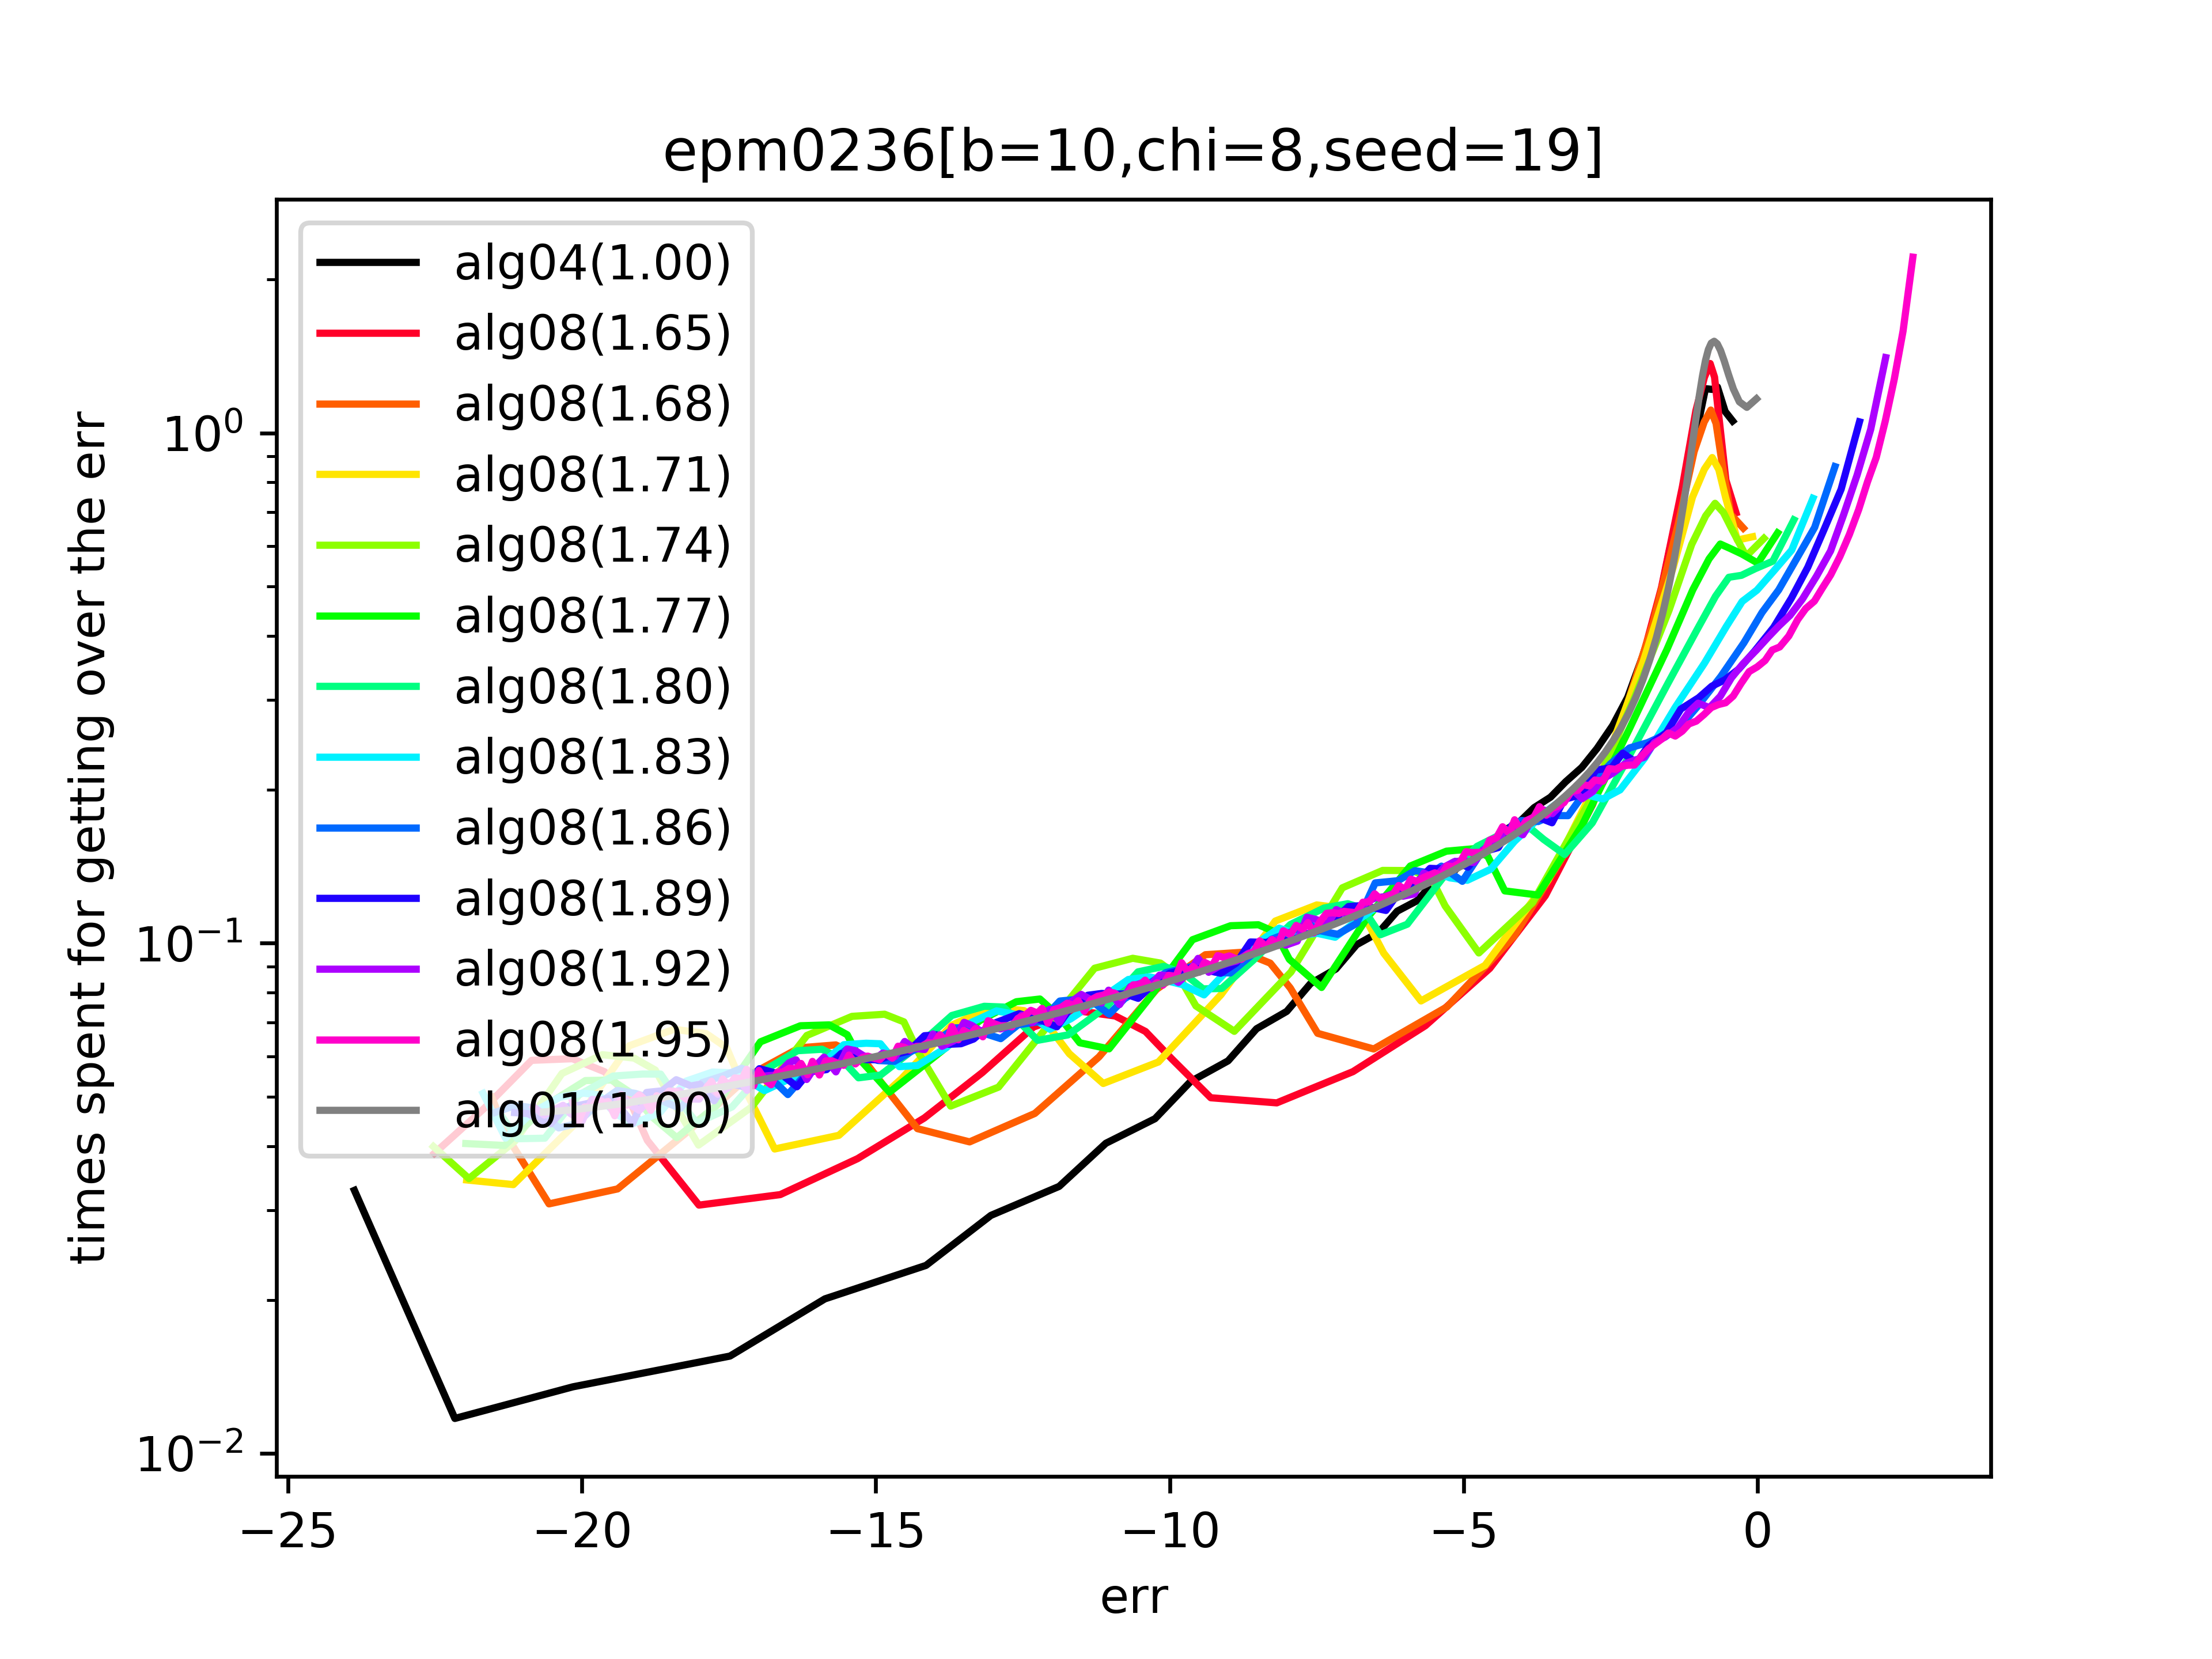 epm0236[b=10,chi=8,seed=19]
times spent for getting over the err
10⁰
10⁻¹
10⁻²
alg04(1.00)
alg08(1.65)
alg08(1.68)
alg08(1.71)
alg08(1.74)
alg08(1.77)
alg08(1.80)
alg08(1.83)
alg08(1.86)
alg08(1.89)
alg08(1.92)
alg08(1.95)
alg01(1.00)
−25 −20 −15 −10 −5 0
err